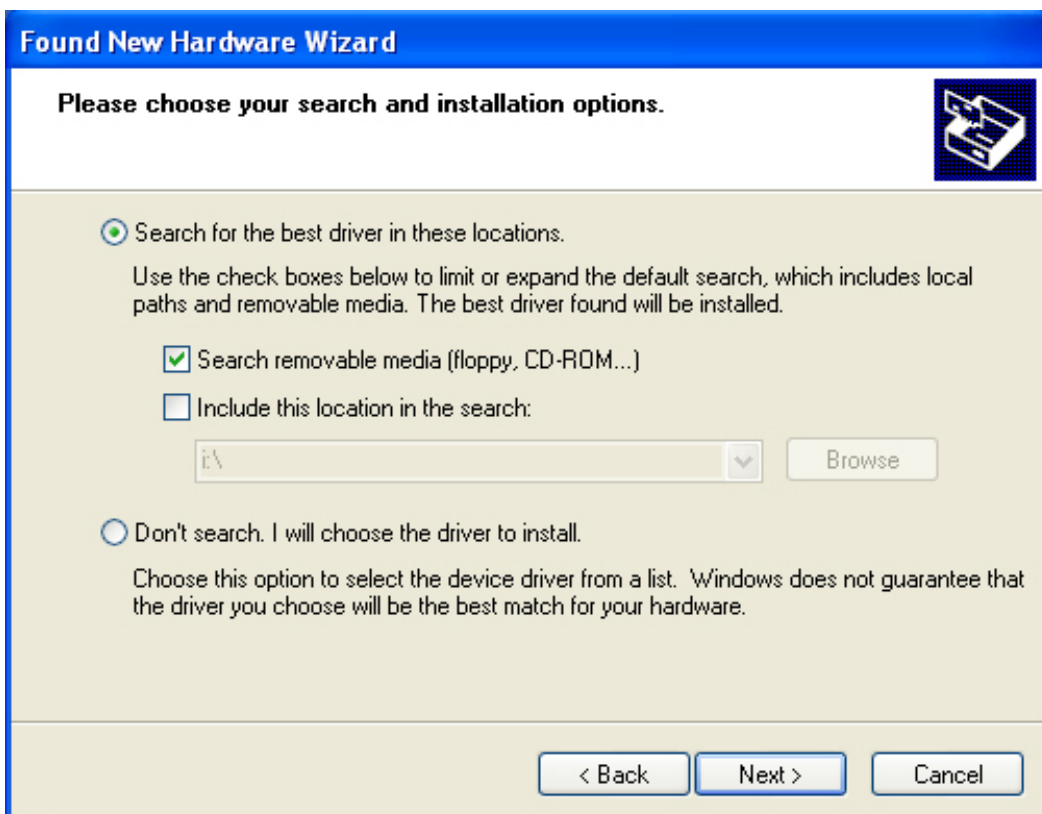 Found New Hardware Wizard
Please choose your search and installation options.
Search for the best driver in these locations.
Use the check boxes below to limit or expand the default search, which includes local
paths and removable media. The best driver found will be installed.
Search removable media (floppy, CD-ROM...)
Include this location in the search:
i:\
Browse
Don't search. I will choose the driver to install.
Choose this option to select the device driver from a list.  Windows does not guarantee that
the driver you choose will be the best match for your hardware.
< Back
Next >
Cancel